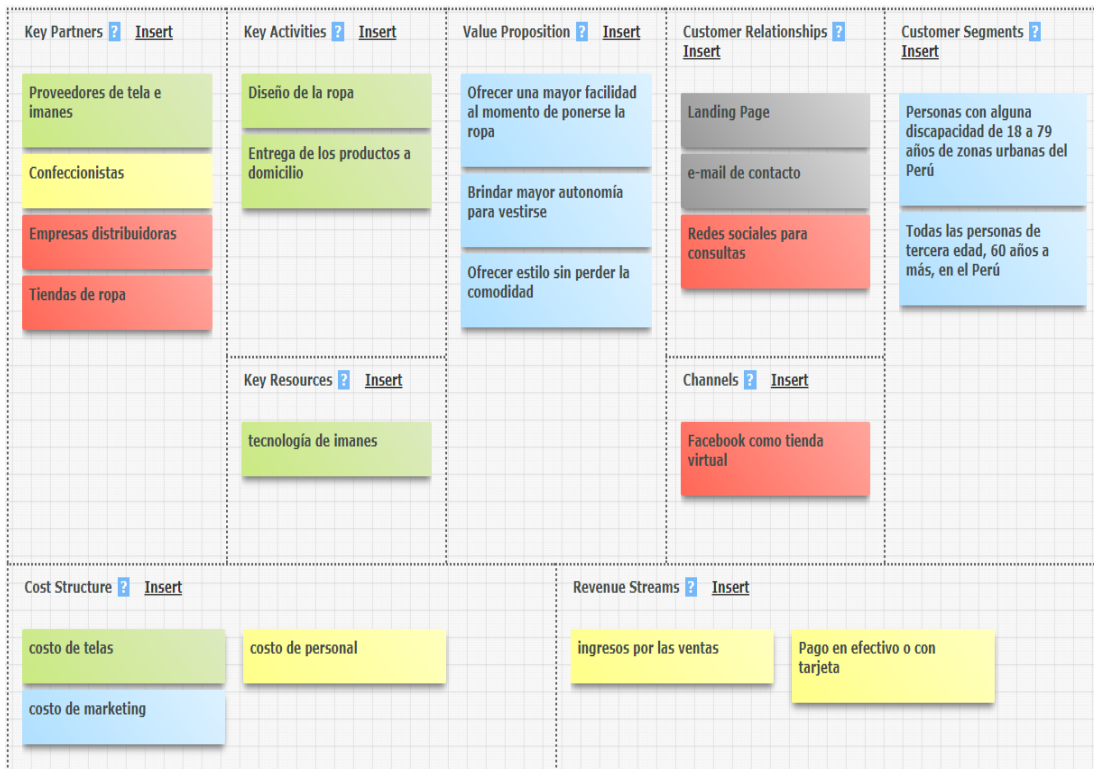 Key Partners ? Insert
Proveedores de tela e
imanes
Confeccionistas
Empresas distribuidoras
Tiendas de ropa
Key Activities ? Insert
Diseño de la ropa
Entrega de los productos a
domicilio
Key Resources ? Insert
tecnología de imanes
Value Proposition ? Insert
Ofrecer una mayor facilidad
al momento de ponerse la
ropa
Brindar mayor autonomía
para vestirse
Ofrecer estilo sin perder la
comodidad
Customer Relationships ?
Insert
Landing Page
e-mail de contacto
Redes sociales para
consultas
Channels ? Insert
Facebook como tienda
virtual
Customer Segments ?
Insert
Personas con alguna
discapacidad de 18 a 79
años de zonas urbanas del
Perú
Todas las personas de
tercera edad, 60 años a
más, en el Perú
Cost Structure ? Insert
costo de telas
costo de personal
costo de marketing
Revenue Streams ? Insert
ingresos por las ventas
Pago en efectivo o con
tarjeta